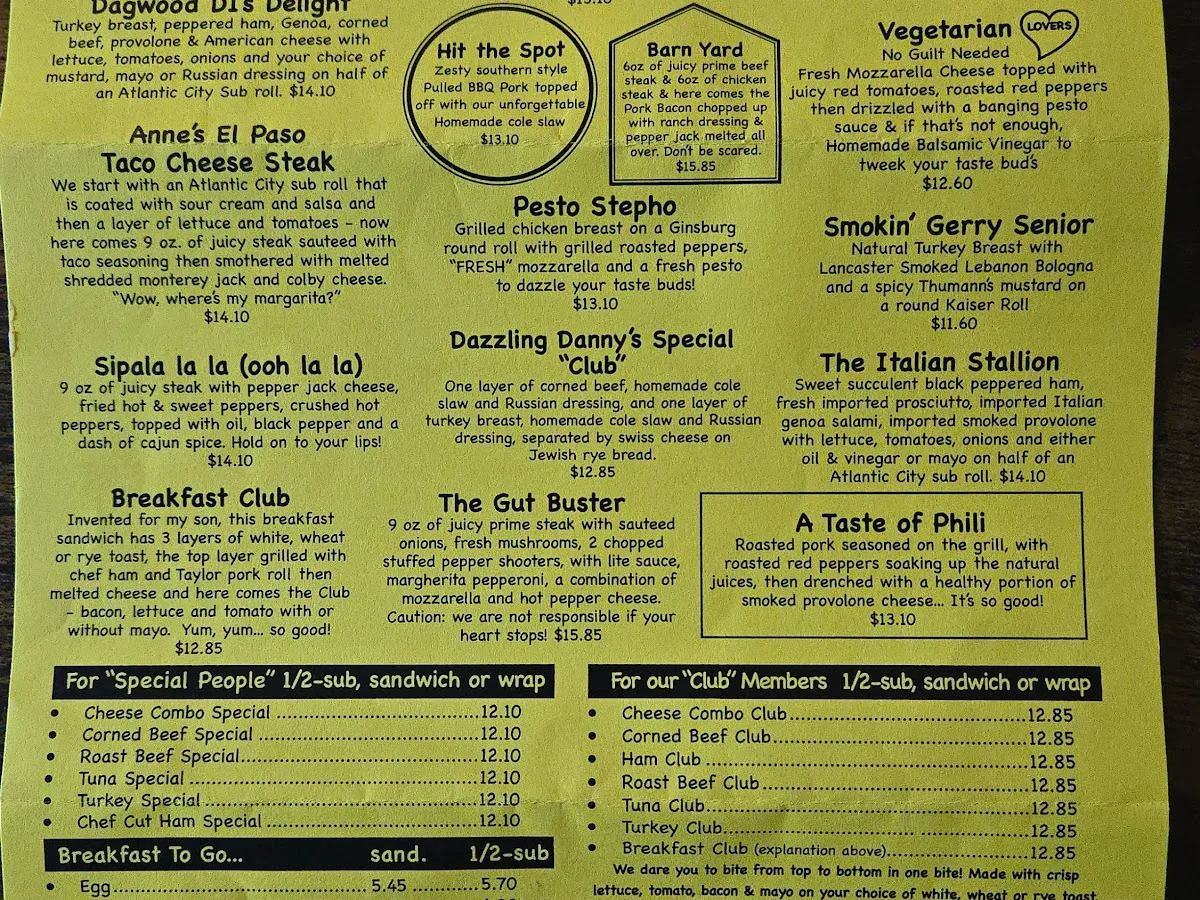 Dagwood DI's Delight
Turkey breast, peppered ham, Genoa, corned
beef, provolone & American cheese with
lettuce, tomatoes, onions and your choice of
mustard, mayo or Russian dressing on half of
an Atlantic City Sub roll. $14.10
Anne's El Paso
Taco Cheese Steak
We start with an Atlantic City sub roll that
is coated with sour cream and salsa and
then a layer of lettuce and tomatoes - now
here comes 9 oz. of juicy steak sauteed with
taco seasoning then smothered with melted
shredded monterey jack and colby cheese.
"Wow, where's my margarita?"
$14.10
Sipala la la (ooh la la)
9 oz of juicy steak with pepper jack cheese,
fried hot & sweet peppers, crushed hot
peppers, topped with oil, black pepper and a
dash of cajun spice. Hold on to your lips!
$14.10
Breakfast Club
Invented for my son, this breakfast
sandwich has 3 layers of white, wheat
or rye toast, the top layer grilled with
chef ham and Taylor pork roll then
melted cheese and here comes the Club
- bacon, lettuce and tomato with or
without mayo. Yum, yum... so good!
$12.85
Hit the Spot
Zesty southern style
Pulled BBQ Pork topped
off with our unforgettable
Homemade cole slaw
$13.10
Barn Yard
6oz of juicy prime beef
steak & 6oz of chicken
steak & here comes the
Pork Bacon chopped up
with ranch dressing &
pepper jack melted all
over. Don't be scared.
$15.85
Pesto Stepho
Grilled chicken breast on a Ginsburg
round roll with grilled roasted peppers,
"FRESH" mozzarella and a fresh pesto
to dazzle your taste buds!
$13.10
Dazzling Danny's Special
"Club"
One layer of corned beef, homemade cole
slaw and Russian dressing, and one layer of
turkey breast, homemade cole slaw and Russian
dressing, separated by swiss cheese on
Jewish rye bread.
$12.85
The Gut Buster
9 oz of juicy prime steak with sauteed
onions, fresh mushrooms, 2 chopped
stuffed pepper shooters, with lite sauce,
margherita pepperoni, a combination of
mozzarella and hot pepper cheese.
Caution: we are not responsible if your
heart stops! $15.85
Vegetarian LOVERS
No Guilt Needed
Fresh Mozzarella Cheese topped with
juicy red tomatoes, roasted red peppers
then drizzled with a banging pesto
sauce & if that's not enough,
Homemade Balsamic Vinegar to
tweek your taste bud's
$12.60
Smokin' Gerry Senior
Natural Turkey Breast with
Lancaster Smoked Lebanon Bologna
and a spicy Thumann's mustard on
a round Kaiser Roll
$11.60
The Italian Stallion
Sweet succulent black peppered ham,
fresh imported prosciutto, imported Italian
genoa salami, imported smoked provolone
with lettuce, tomatoes, onions and either
oil & vinegar or mayo on half of an
Atlantic City sub roll. $14.10
A Taste of Phili
Roasted pork seasoned on the grill, with
roasted red peppers soaking up the natural
juices, then drenched with a healthy portion of
smoked provolone cheese... It's so good!
$13.10
For "Special People" 1/2-sub, sandwich or wrap
• Cheese Combo Special ........ 12.10
• Corned Beef Special ........ 12.10
• Roast Beef Special ........ 12.10
• Tuna Special ........ 12.10
• Turkey Special ........ 12.10
• Chef Cut Ham Special ........ 12.10
Breakfast To Go... sand. 1/2-sub
• Egg ........ 5.45 ........ 5.70
For our "Club" Members 1/2-sub, sandwich or wrap
• Cheese Combo Club ........ 12.85
• Corned Beef Club ........ 12.85
• Ham Club ........ 12.85
• Roast Beef Club ........ 12.85
• Tuna Club ........ 12.85
• Turkey Club ........ 12.85
• Breakfast Club (explanation above) ........ 12.85
We dare you to bite from top to bottom in one bite! Made with crisp
lettuce, tomato, bacon & mayo on your choice of white, wheat or rye toast.